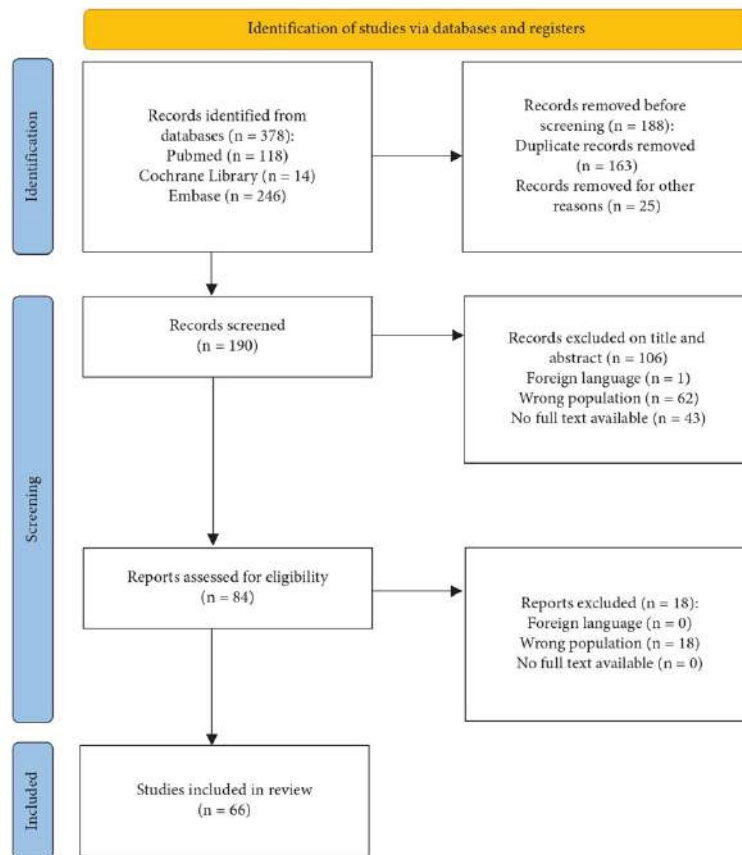 Identification of studies via databases and registers
Identification
Records identified from
databases (n = 378):
Pubmed (n = 118)
Cochrane Library (n = 14)
Embase (n = 246)
Records removed before
screening (n = 188):
Duplicate records removed
(n = 163)
Records removed for other
reasons (n = 25)
Screening
Records screened
(n = 190)
Records excluded on title and
abstract (n = 106)
Foreign language (n = 1)
Wrong population (n = 62)
No full text available (n = 43)
Reports assessed for eligibility
(n = 84)
Reports excluded (n = 18):
Foreign language (n = 0)
Wrong population (n = 18)
No full text available (n = 0)
Included
Studies included in review
(n = 66)